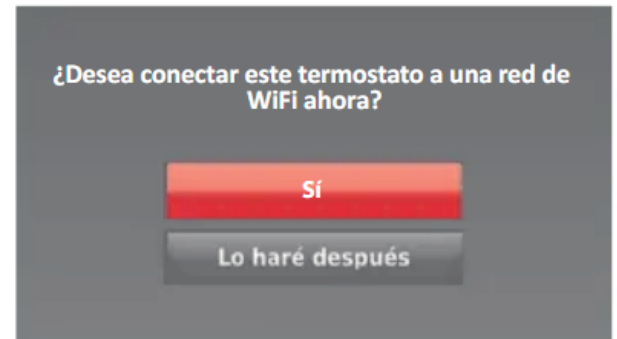 ¿Desea conectar este termostato a una red de
WiFi ahora?
Sí
Lo haré después